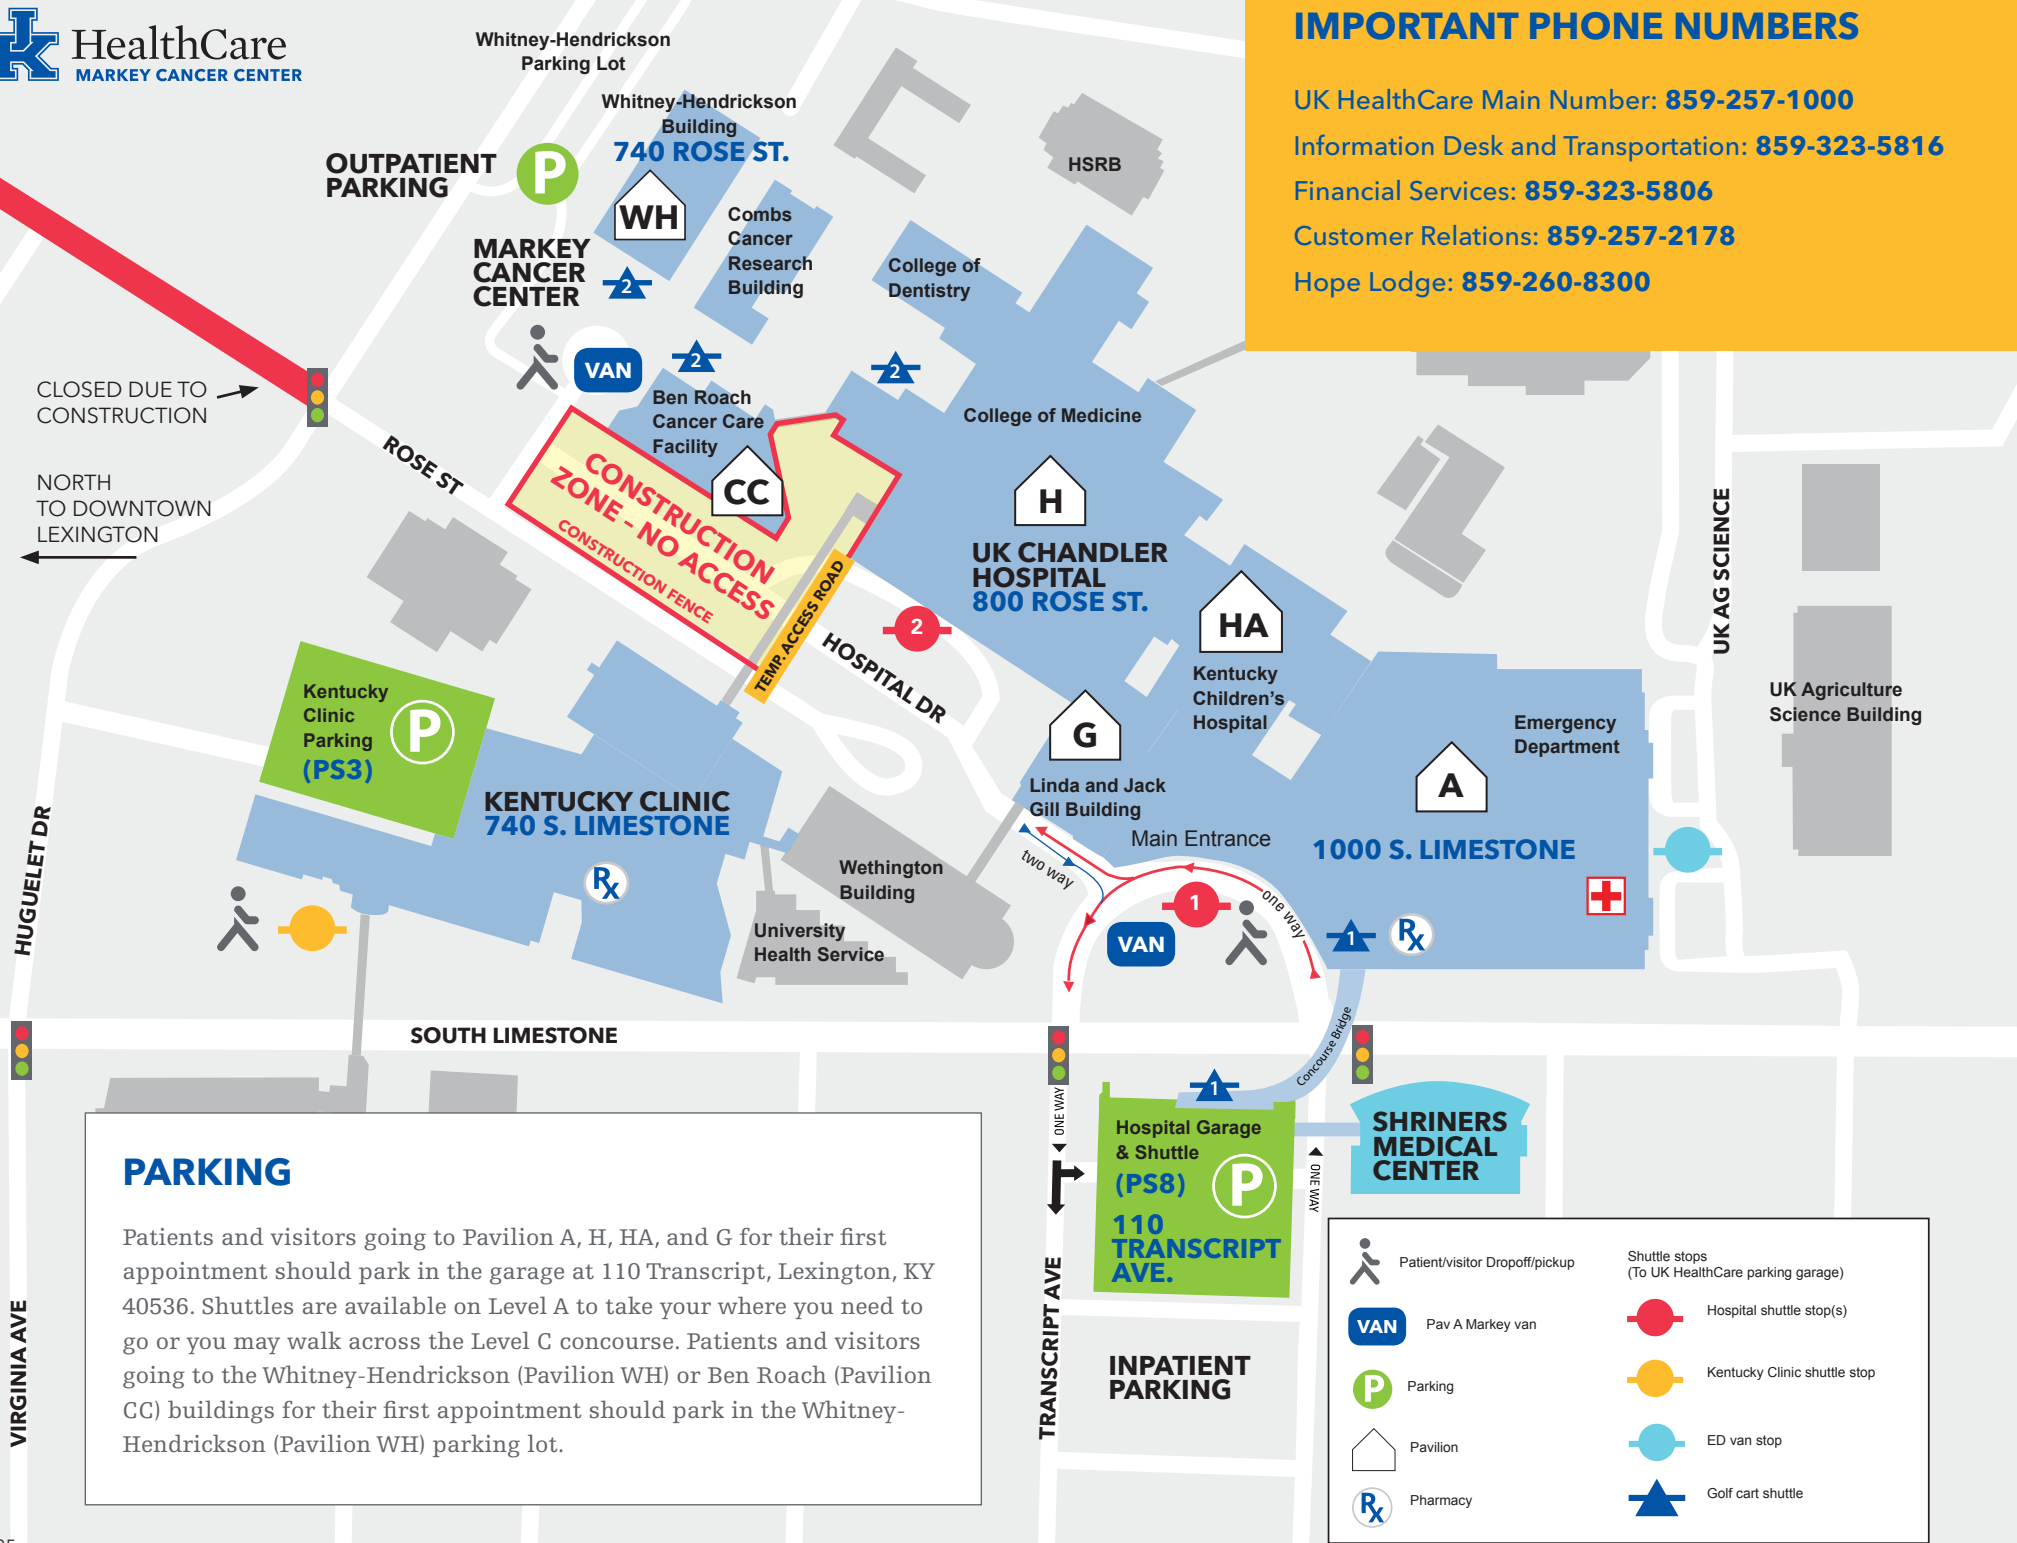 UK HealthCare
MARKEY CANCER CENTER
IMPORTANT PHONE NUMBERS
UK HealthCare Main Number: 859-257-1000
Information Desk and Transportation: 859-323-5816
Financial Services: 859-323-5806
Customer Relations: 859-257-2178
Hope Lodge: 859-260-8300
Whitney-Hendrickson
Parking Lot
Whitney-Hendrickson
Building
740 ROSE ST.
OUTPATIENT
PARKING
P
WH
HSRB
Combs
Cancer
Research
Building
MARKEY
CANCER
CENTER
2
College of
Dentistry
VAN
2
2
CLOSED DUE TO
CONSTRUCTION
Ben Roach
Cancer Care
Facility
CC
College of Medicine
ROSE ST
NORTH
TO DOWNTOWN
LEXINGTON
CONSTRUCTION
ZONE - NO ACCESS
CONSTRUCTION FENCE
TEMP. ACCESS ROAD
H
UK CHANDLER
HOSPITAL
800 ROSE ST.
UK AG SCIENCE
2
HOSPITAL DR
HA
Kentucky
Children's
Hospital
Kentucky
Clinic
Parking
(PS3)
P
G
Linda and Jack
Gill Building
Emergency
Department
A
UK Agriculture
Science Building
KENTUCKY CLINIC
740 S. LIMESTONE
Main Entrance
1000 S. LIMESTONE
HUGUELET DR
Rx
Wethington
Building
two way
one way
1
VAN
1
Rx
University
Health Service
SOUTH LIMESTONE
Concourse Bridge
1
ONE WAY
Hospital Garage
& Shuttle
(PS8)
P
110
TRANSCRIPT
AVE.
ONE WAY
SHRINERS
MEDICAL
CENTER
TRANSCRIPT AVE
INPATIENT
PARKING
VIRGINIA AVE
PARKING
Patients and visitors going to Pavilion A, H, HA, and G for their first
appointment should park in the garage at 110 Transcript, Lexington, KY
40536. Shuttles are available on Level A to take your where you need to
go or you may walk across the Level C concourse. Patients and visitors
going to the Whitney-Hendrickson (Pavilion WH) or Ben Roach (Pavilion
CC) buildings for their first appointment should park in the Whitney-
Hendrickson (Pavilion WH) parking lot.
Patient/visitor Dropoff/pickup
VAN Pav A Markey van
P Parking
Pavilion
Rx Pharmacy
Shuttle stops
(To UK HealthCare parking garage)
Hospital shuttle stop(s)
Kentucky Clinic shuttle stop
ED van stop
Golf cart shuttle